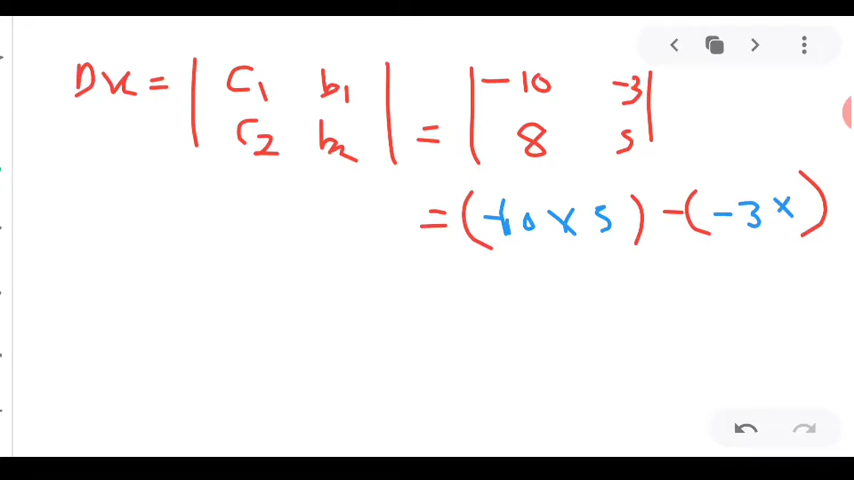 Dx = | C1 b1 | = | -10 -3 |
| C2 b2 | | 8 5 |
= (-10 x 5) - (-3 x )